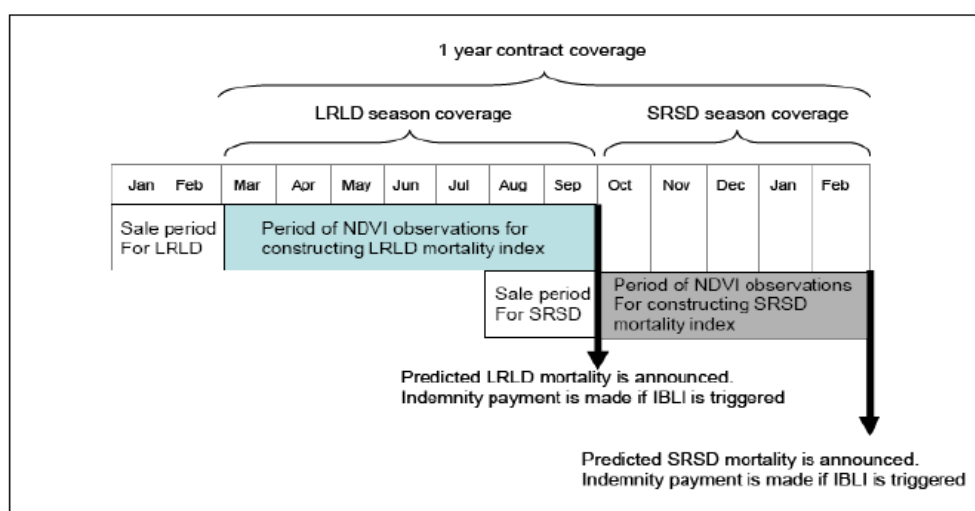 1 year contract coverage
LRLD season coverage
SRSD season coverage
Jan Feb Mar Apr May Jun Jul Aug Sep Oct Nov Dec Jan Feb
Sale period
For LRLD
Period of NDVI observations for
constructing LRLD mortality index
Sale period
For SRSD
Period of NDVI observations
For constructing SRSD
mortality index
Predicted LRLD mortality is announced.
Indemnity payment is made if IBLI is triggered
Predicted SRSD mortality is announced.
Indemnity payment is made if IBLI is triggered